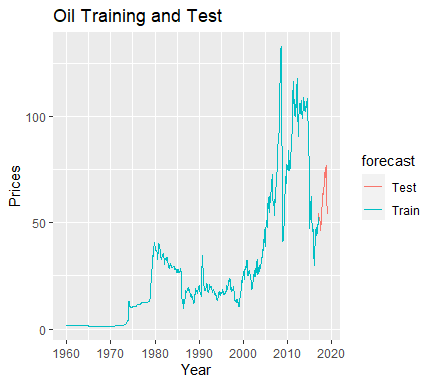 Oil Training and Test
Prices
100
50
0
1960 1970 1980 1990 2000 2010 2020
Year
forecast
Test
Train